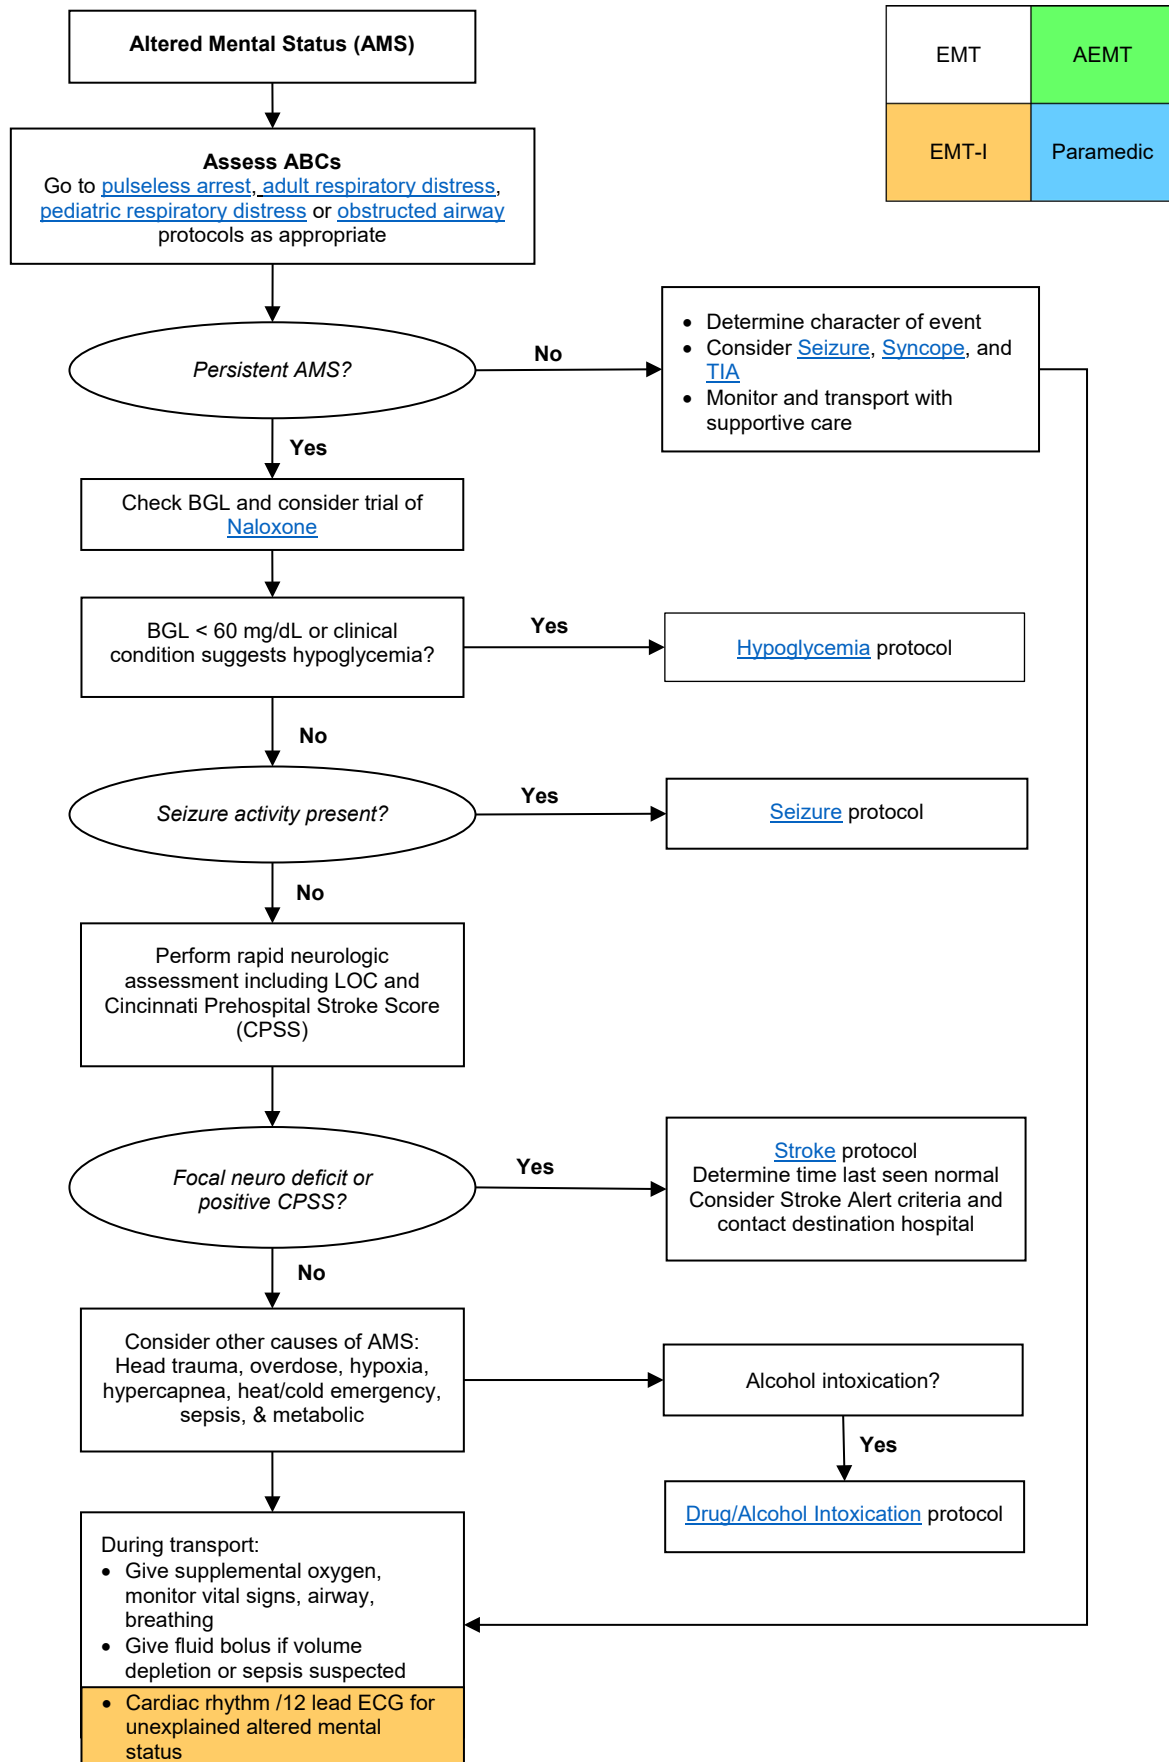 Altered Mental Status (AMS)
EMT
AEMT
EMT-I
Paramedic
Assess ABCs
Go to pulseless arrest, adult respiratory distress,
pediatric respiratory distress or obstructed airway
protocols as appropriate
Persistent AMS?
No
• Determine character of event
• Consider Seizure, Syncope, and
TIA
• Monitor and transport with
supportive care
Yes
Check BGL and consider trial of
Naloxone
BGL < 60 mg/dL or clinical
condition suggests hypoglycemia?
Yes
Hypoglycemia protocol
No
Seizure activity present?
Yes
Seizure protocol
No
Perform rapid neurologic
assessment including LOC and
Cincinnati Prehospital Stroke Score
(CPSS)
Focal neuro deficit or
positive CPSS?
Yes
Stroke protocol
Determine time last seen normal
Consider Stroke Alert criteria and
contact destination hospital
No
Consider other causes of AMS:
Head trauma, overdose, hypoxia,
hypercapnea, heat/cold emergency,
sepsis, & metabolic
Alcohol intoxication?
Yes
Drug/Alcohol Intoxication protocol
During transport:
• Give supplemental oxygen,
monitor vital signs, airway,
breathing
• Give fluid bolus if volume
depletion or sepsis suspected
• Cardiac rhythm /12 lead ECG for
unexplained altered mental
status